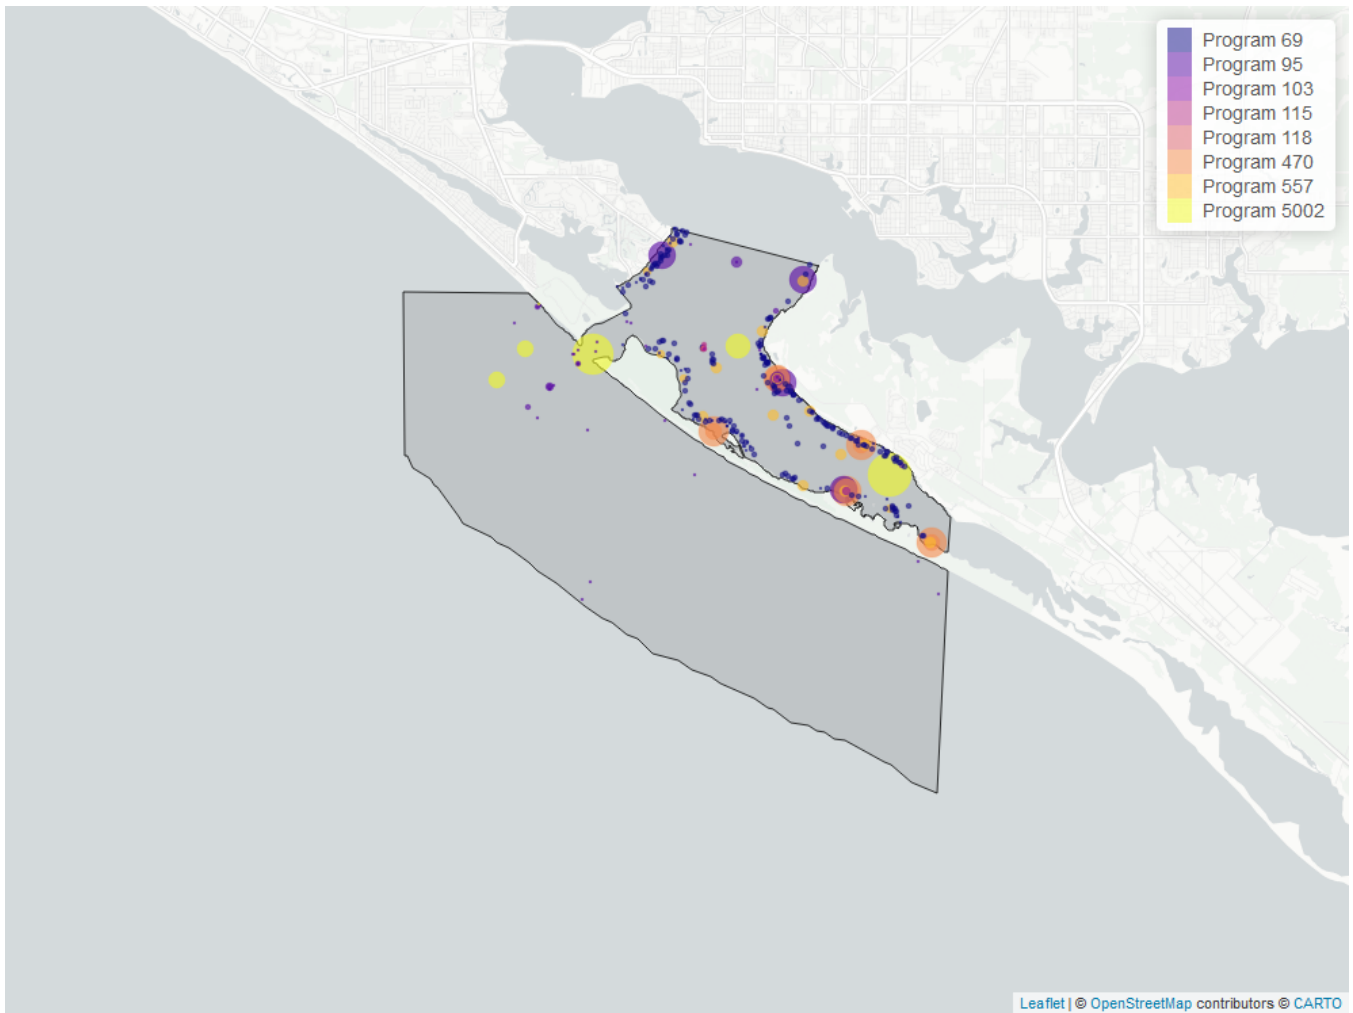 Program 69
Program 95
Program 103
Program 115
Program 118
Program 470
Program 557
Program 5002
Leaflet | © OpenStreetMap contributors © CARTO